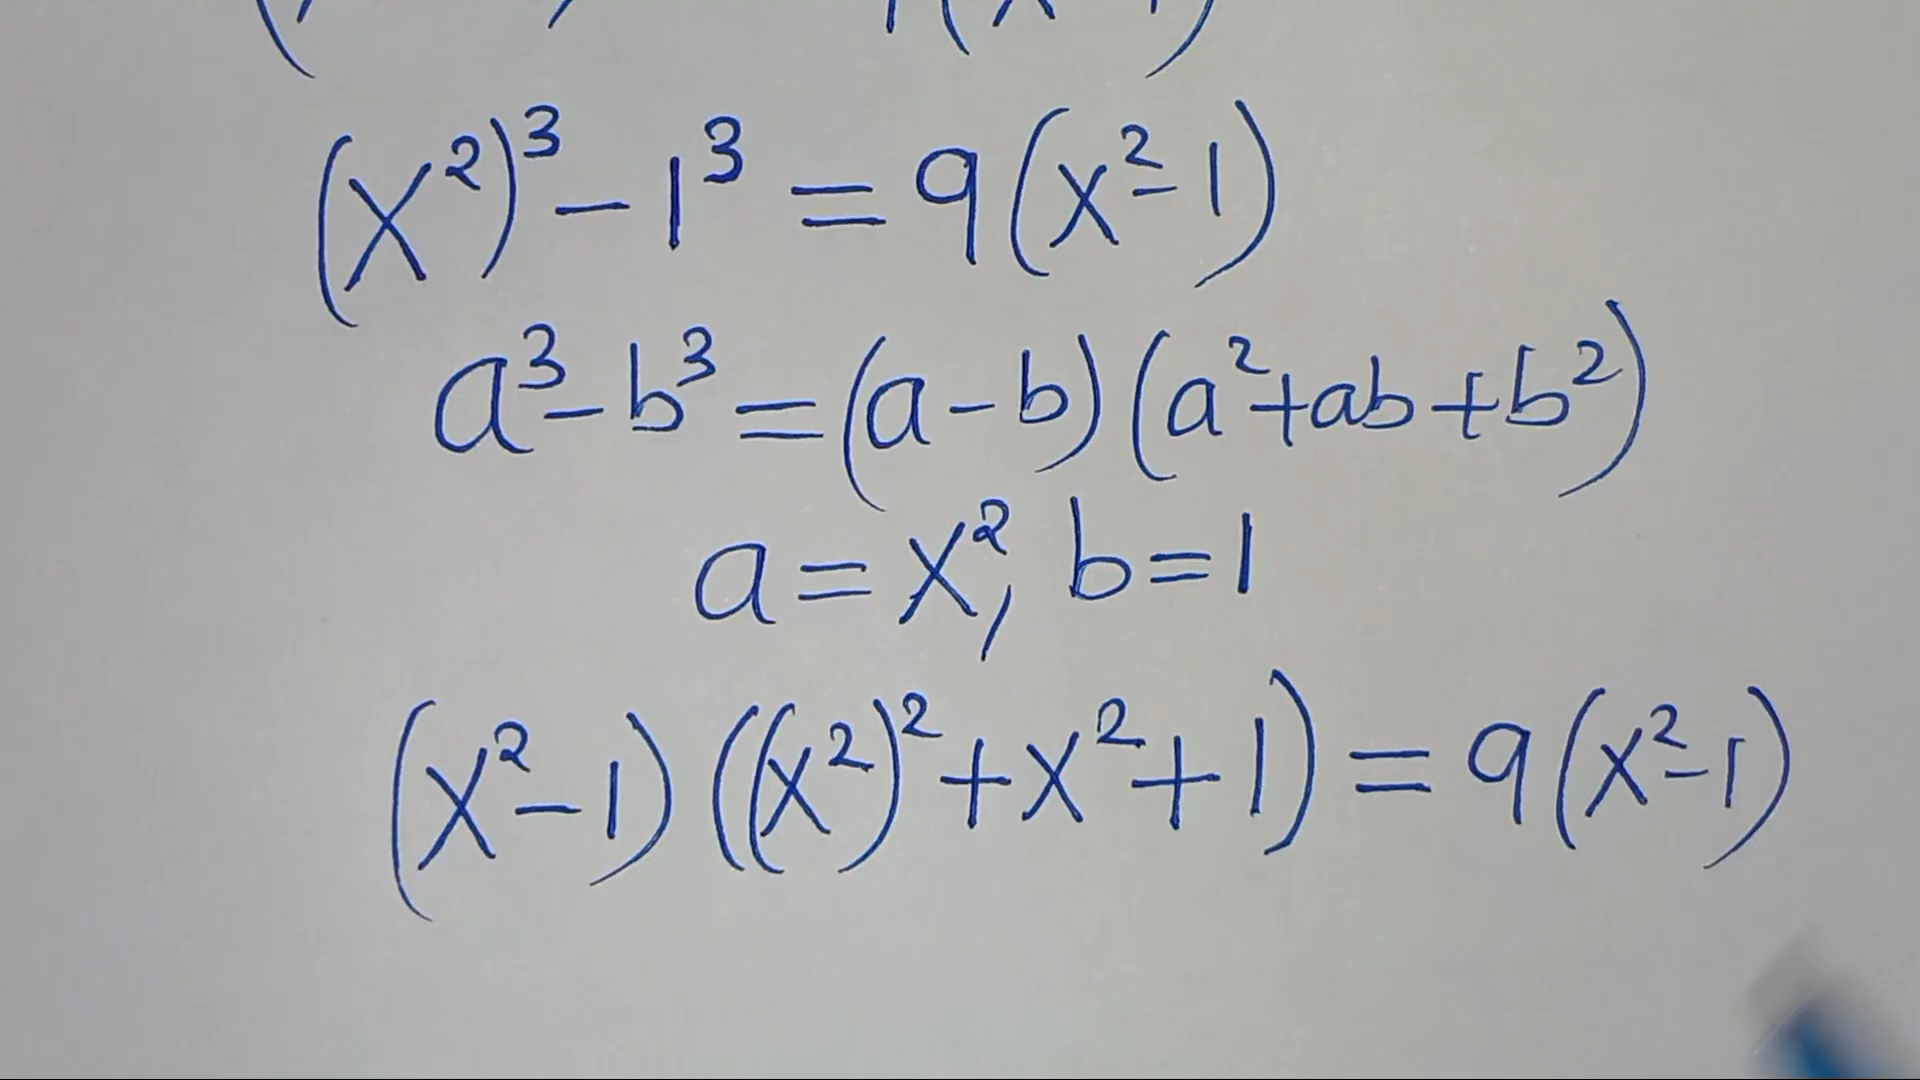 (x²)³ - 1³ = 9(x² - 1)
a³ - b³ = (a - b)(a² + ab + b²)
a = x², b = 1
(x² - 1)((x²)² + x² + 1) = 9(x² - 1)